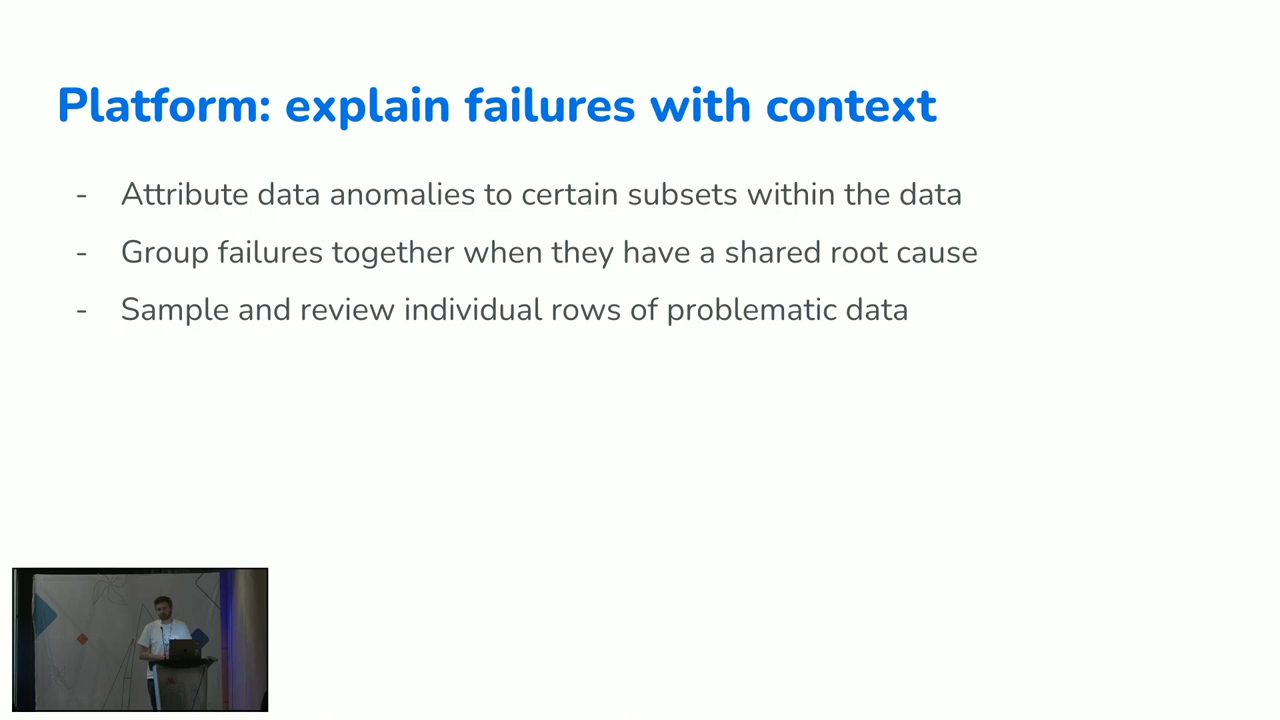 Platform: explain failures with context
- Attribute data anomalies to certain subsets within the data
- Group failures together when they have a shared root cause
- Sample and review individual rows of problematic data